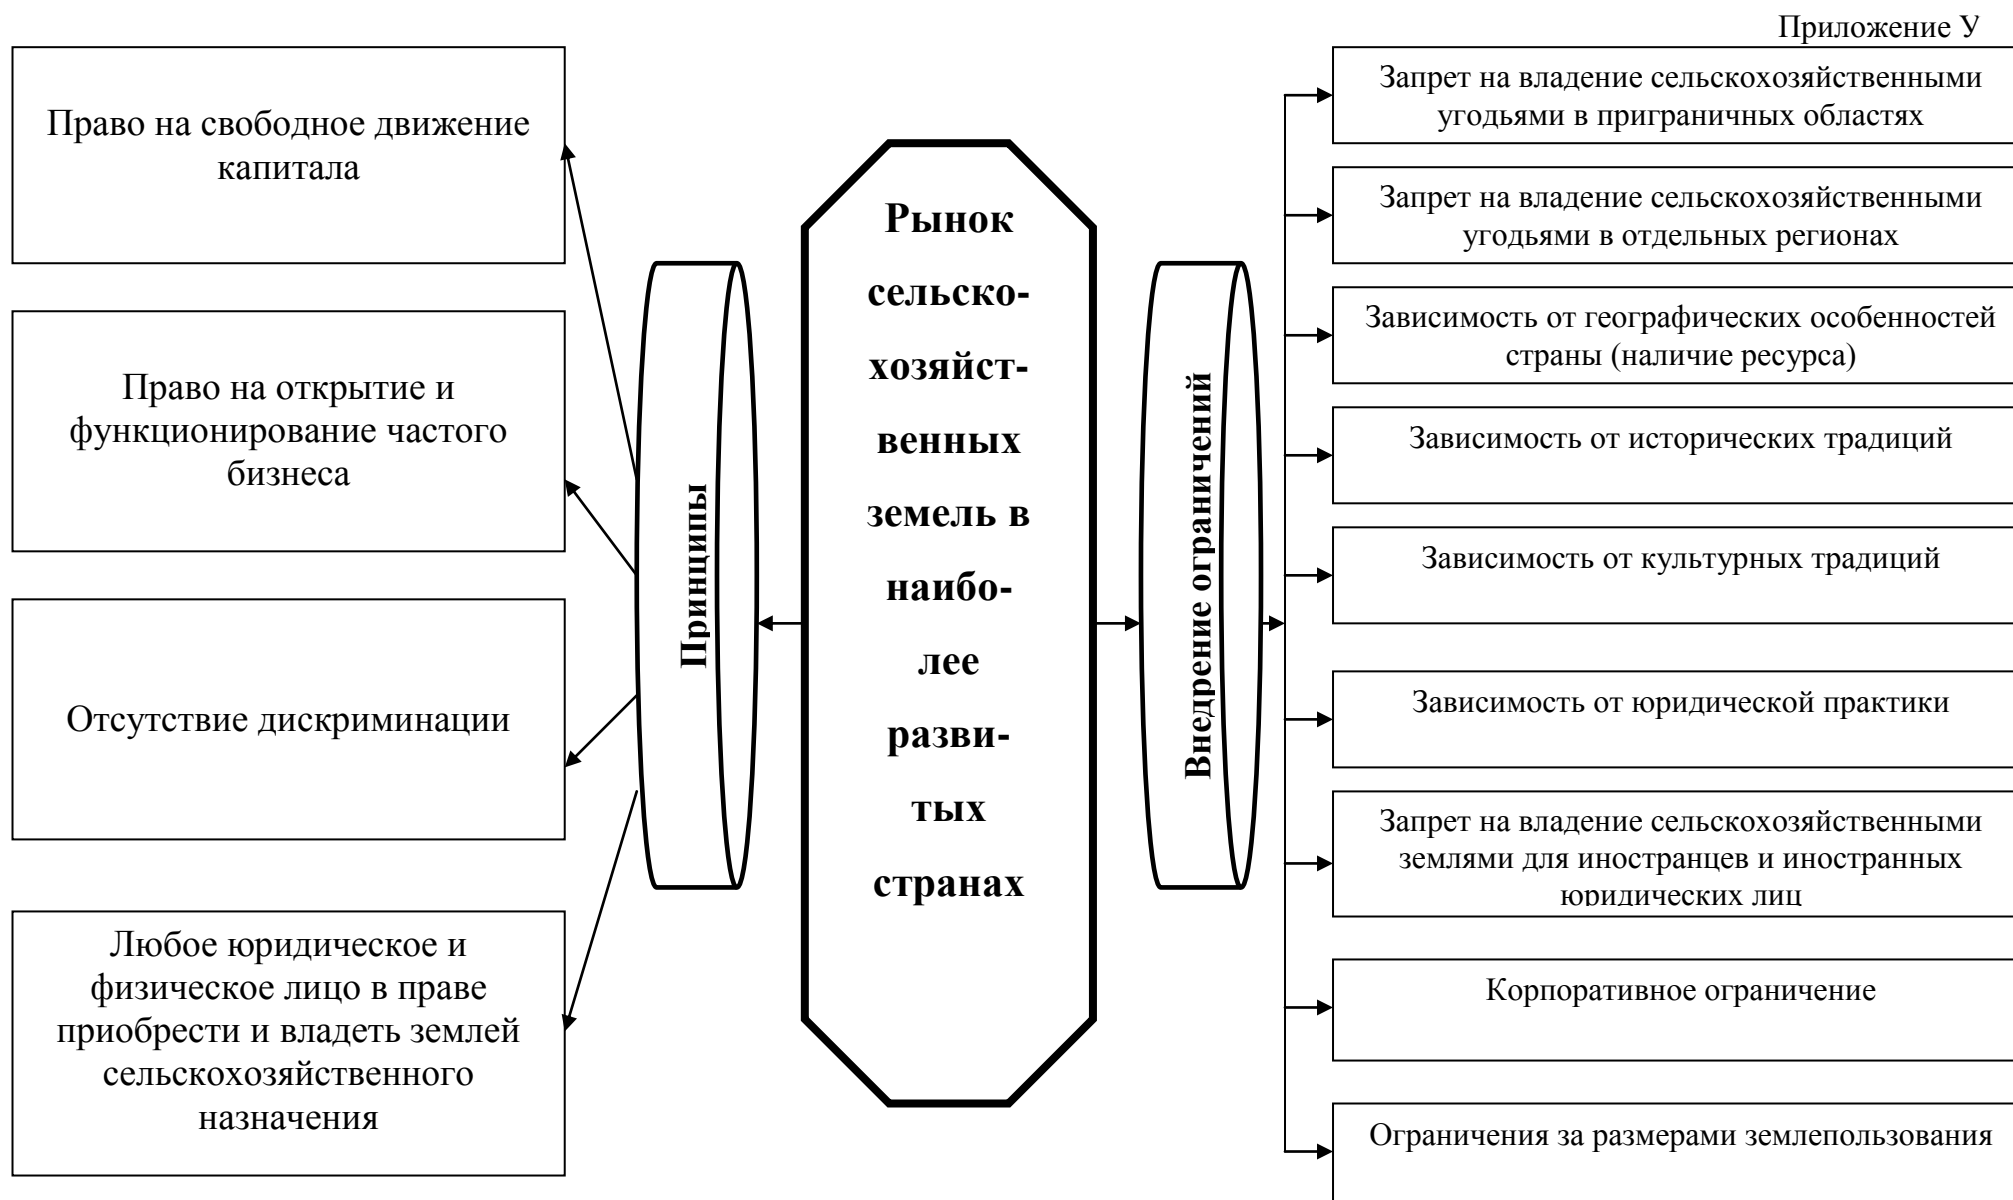 Приложение У
Право на свободное движение
капитала
Право на открытие и
функционирование частого
бизнеса
Отсутствие дискриминации
Любое юридическое и
физическое лицо в праве
приобрести и владеть землей
сельскохозяйственного
назначения
Принципы
Рынок
сельско-
хозяйст-
венных
земель в
наибо-
лее
разви-
тых
странах
Внедрение ограничений
Запрет на владение сельскохозяйственными
угодьями в приграничных областях
Запрет на владение сельскохозяйственными
угодьями в отдельных регионах
Зависимость от географических особенностей
страны (наличие ресурса)
Зависимость от исторических традиций
Зависимость от культурных традиций
Зависимость от юридической практики
Запрет на владение сельскохозяйственными
землями для иностранцев и иностранных
юридических лиц
Корпоративное ограничение
Ограничения за размерами землепользования